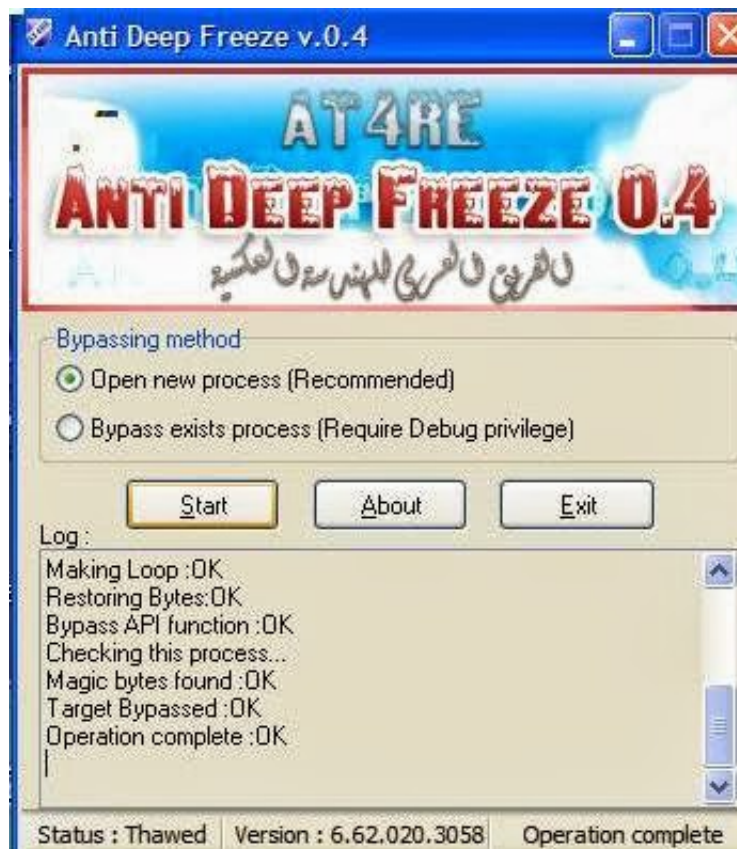 Anti Deep Freeze v.0.4
AT4RE
ANTI DEEP FREEZE 0.4
الفريق العربي للهندسة العكسية
Bypassing method
Open new process (Recommended)
Bypass exists process (Require Debug privilege)
Start About Exit
Log :
Making Loop :OK
Restoring Bytes:OK
Bypass API function :OK
Checking this process...
Magic bytes found :OK
Target Bypassed :OK
Operation complete :OK
Status : Thawed Version : 6.62.020.3058 Operation complete